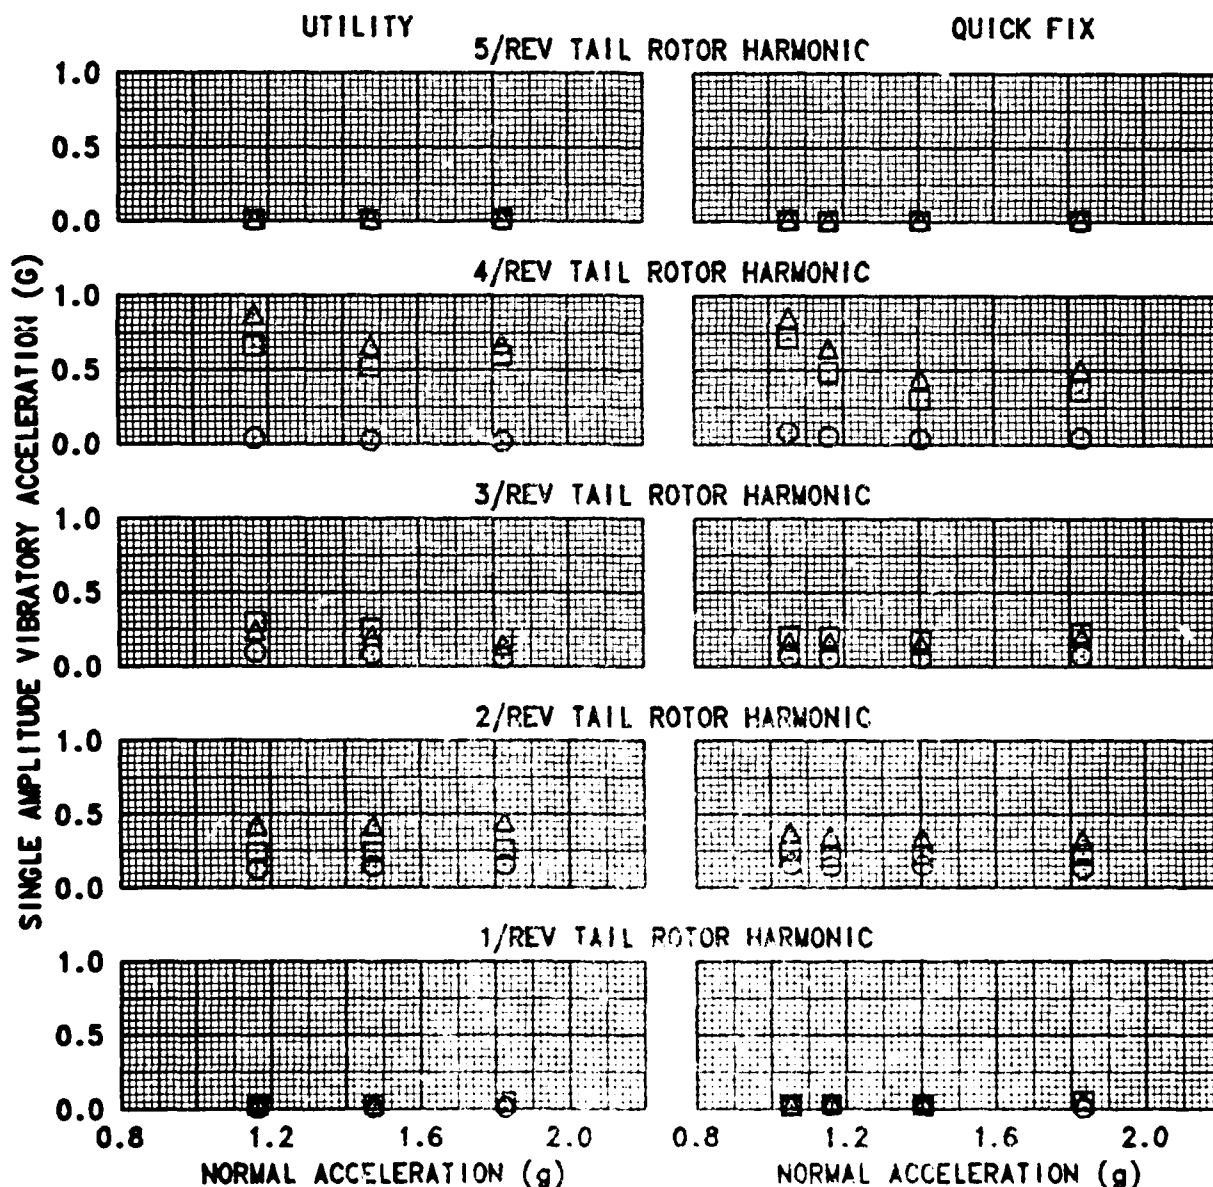 UTILITY
QUICK FIX
5/REV TAIL ROTOR HARMONIC
1.0
0.5
0.0
4/REV TAIL ROTOR HARMONIC
1.0
0.5
0.0
3/REV TAIL ROTOR HARMONIC
1.0
0.5
0.0
2/REV TAIL ROTOR HARMONIC
1.0
0.5
0.0
1/REV TAIL ROTOR HARMONIC
1.0
0.5
0.0
SINGLE AMPLITUDE VIBRATORY ACCELERATION (G)
0.8 1.2 1.6 2.0
0.8 1.2 1.6 2.0
NORMAL ACCELERATION (g)
NORMAL ACCELERATION (g)